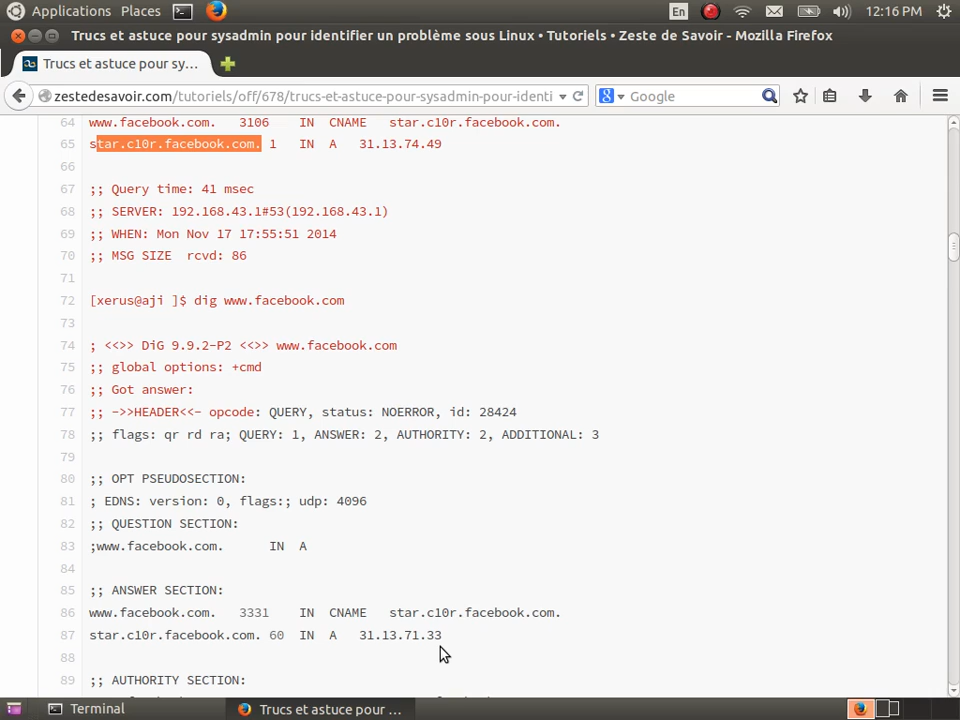 Applications Places En 12:16 PM
Trucs et astuce pour sysadmin pour identifier un problème sous Linux • Tutoriels • Zeste de Savoir - Mozilla Firefox
Trucs et astuce pour sy...
zestedesavoir.com/tutoriels/off/678/trucs-et-astuce-pour-sysadmin-pour-identi Google
64 www.facebook.com. 3106 IN CNAME star.c10r.facebook.com.
65 star.c10r.facebook.com. 1 IN A 31.13.74.49
66
67 ;; Query time: 41 msec
68 ;; SERVER: 192.168.43.1#53(192.168.43.1)
69 ;; WHEN: Mon Nov 17 17:55:51 2014
70 ;; MSG SIZE rcvd: 86
71
72 [xerus@aji ]$ dig www.facebook.com
73
74 ; <<>> DiG 9.9.2-P2 <<>> www.facebook.com
75 ;; global options: +cmd
76 ;; Got answer:
77 ;; ->>HEADER<<- opcode: QUERY, status: NOERROR, id: 28424
78 ;; flags: qr rd ra; QUERY: 1, ANSWER: 2, AUTHORITY: 2, ADDITIONAL: 3
79
80 ;; OPT PSEUDOSECTION:
81 ; EDNS: version: 0, flags:; udp: 4096
82 ;; QUESTION SECTION:
83 ;www.facebook.com. IN A
84
85 ;; ANSWER SECTION:
86 www.facebook.com. 3331 IN CNAME star.c10r.facebook.com.
87 star.c10r.facebook.com. 60 IN A 31.13.71.33
88
89 ;; AUTHORITY SECTION:
Terminal Trucs et astuce pour ...